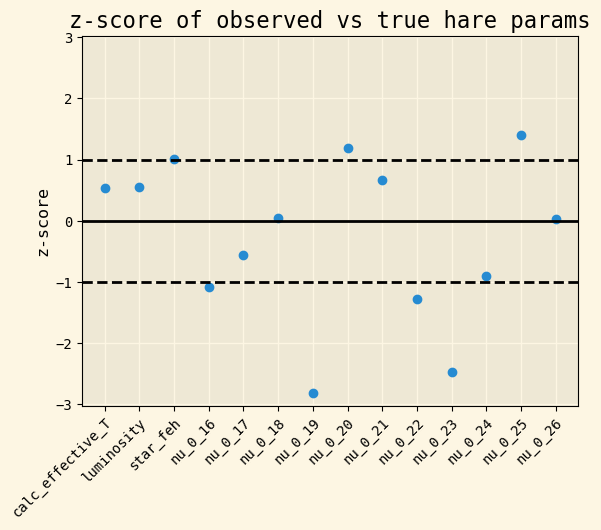 z-score of observed vs true hare params
z-score
3
2
1
0
−1
−2
−3
calc_effective_T
luminosity
star_feh
nu_0_16
nu_0_17
nu_0_18
nu_0_19
nu_0_20
nu_0_21
nu_0_22
nu_0_23
nu_0_24
nu_0_25
nu_0_26